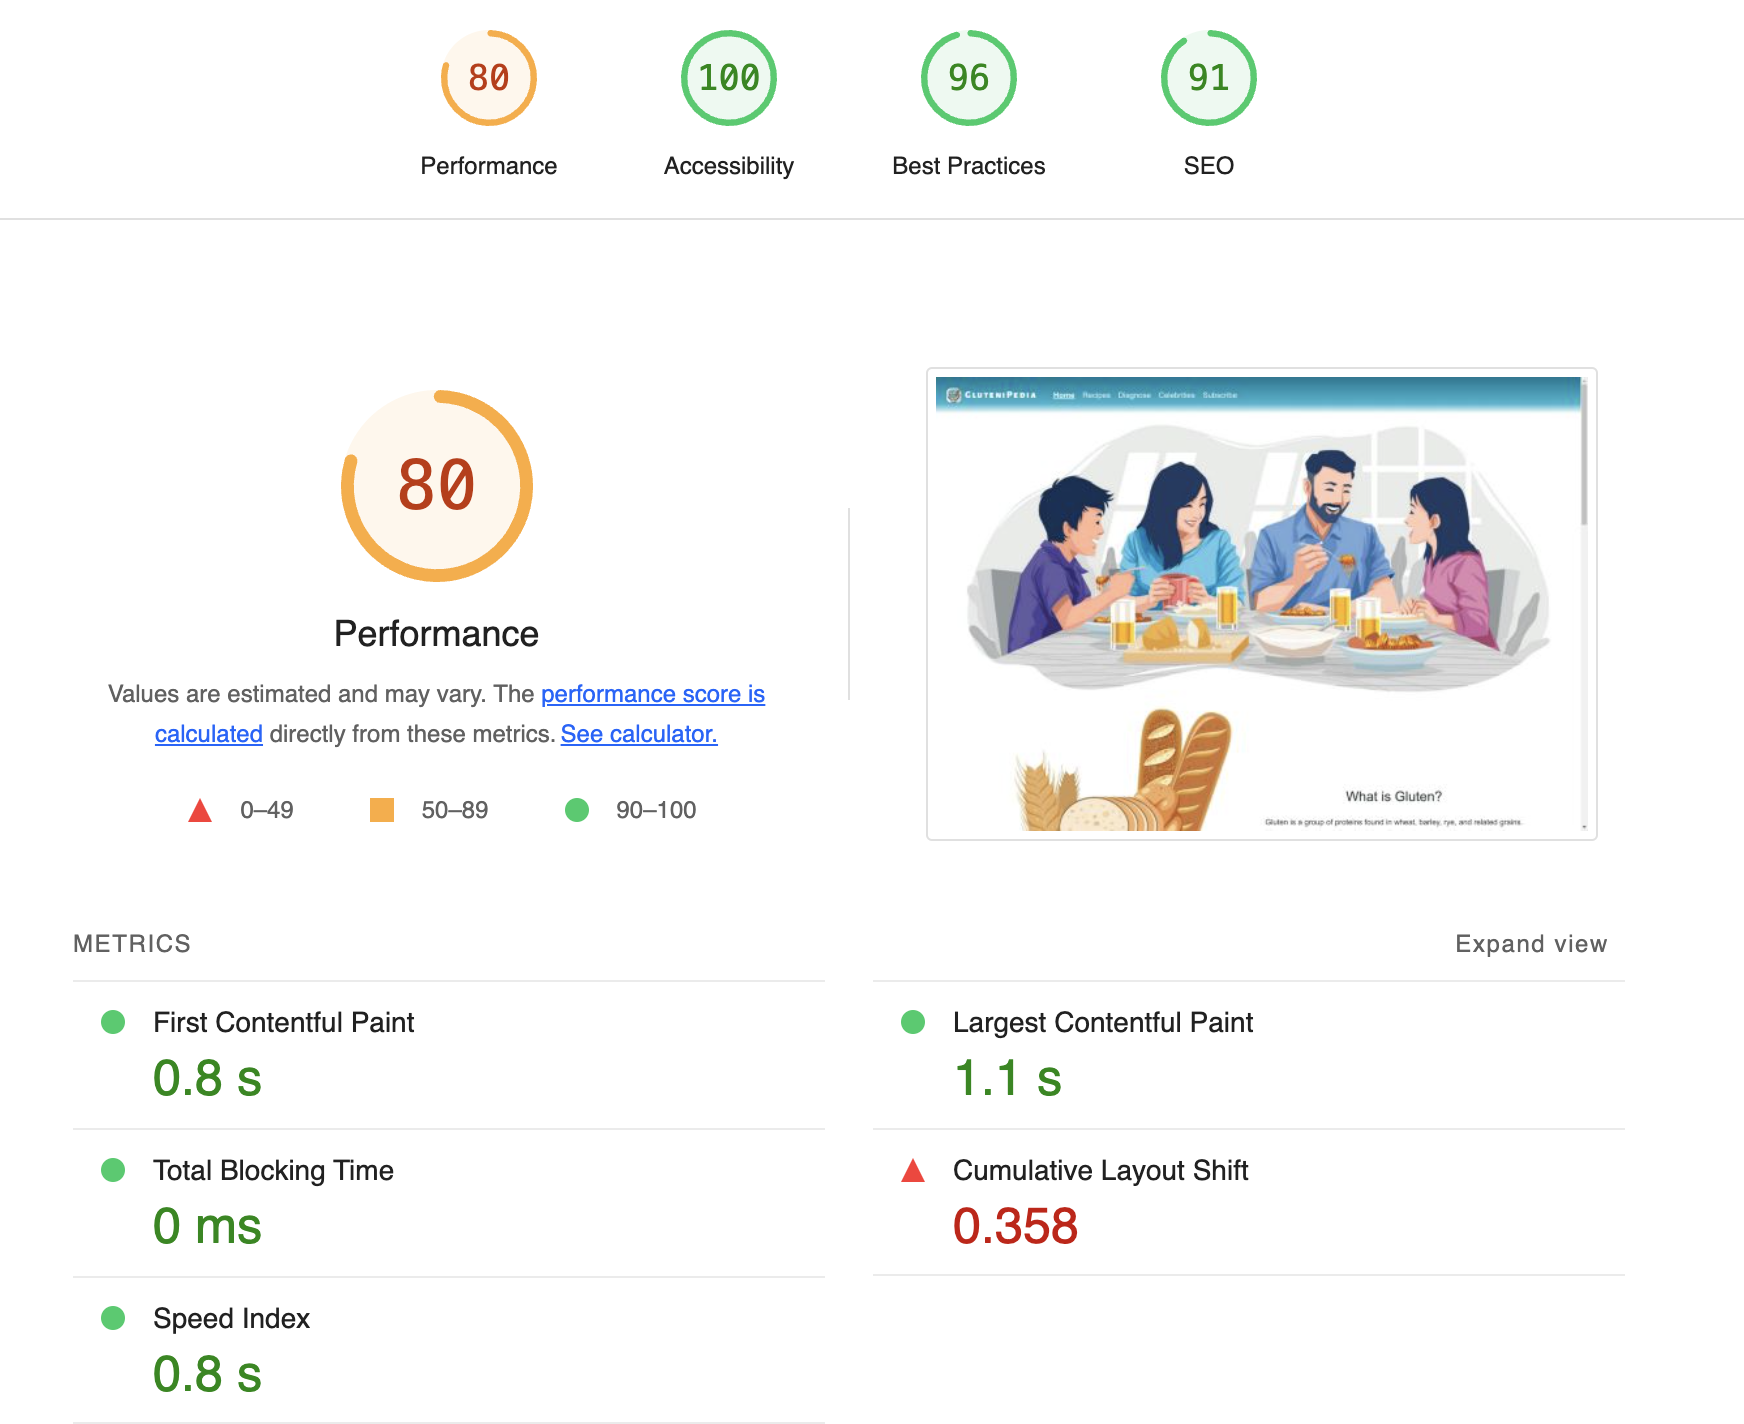 80
100
96
91
Performance
Accessibility
Best Practices
SEO
80
Performance
Values are estimated and may vary. The performance score is
calculated directly from these metrics. See calculator.
0–49
50–89
90–100
GLUTENIPEDIA
Home Recipes Diagnose Celebrities Subscribe
What is Gluten?
Gluten is a group of proteins found in wheat, barley, rye, and related grains.
METRICS
Expand view
First Contentful Paint
0.8 s
Largest Contentful Paint
1.1 s
Total Blocking Time
0 ms
Cumulative Layout Shift
0.358
Speed Index
0.8 s